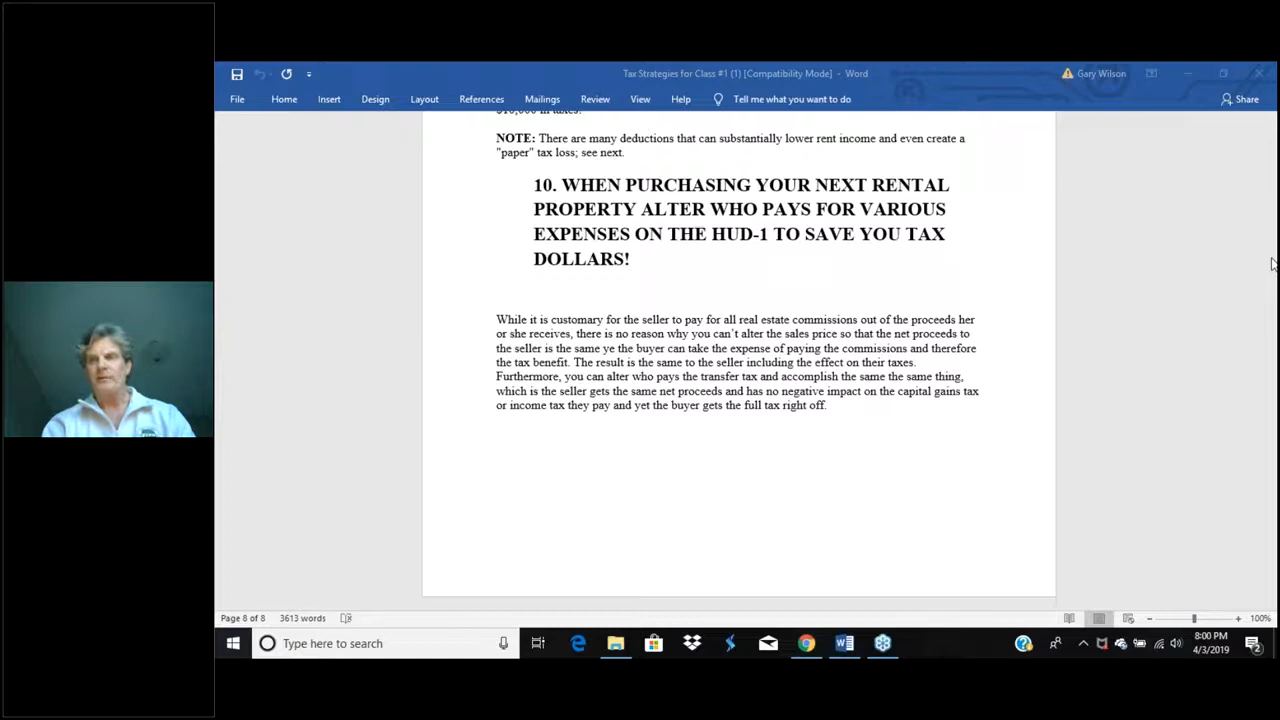 Tax Strategies for Class #1 (1) [Compatibility Mode] - Word
Gary Wilson
File Home Insert Design Layout References Mailings Review View Help Tell me what you want to do Share
$10,000 in taxes.
NOTE: There are many deductions that can substantially lower rent income and even create a
"paper" tax loss; see next.
10. WHEN PURCHASING YOUR NEXT RENTAL
PROPERTY ALTER WHO PAYS FOR VARIOUS
EXPENSES ON THE HUD-1 TO SAVE YOU TAX
DOLLARS!
While it is customary for the seller to pay for all real estate commissions out of the proceeds her
or she receives, there is no reason why you can't alter the sales price so that the net proceeds to
the seller is the same ye the buyer can take the expense of paying the commissions and therefore
the tax benefit. The result is the same to the seller including the effect on their taxes.
Furthermore, you can alter who pays the transfer tax and accomplish the same the same thing,
which is the seller gets the same net proceeds and has no negative impact on the capital gains tax
or income tax they pay and yet the buyer gets the full tax right off.
Page 8 of 8 3613 words 100%
Type here to search
8:00 PM
4/3/2019
2